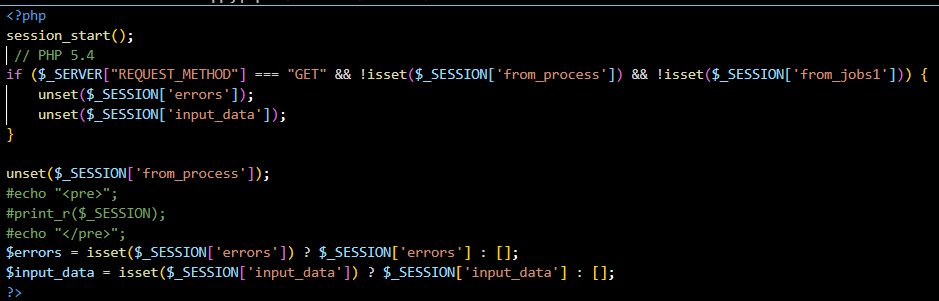 <?php
session_start();
// PHP 5.4
if ($_SERVER["REQUEST_METHOD"] === "GET" && !isset($_SESSION['from_process']) && !isset($_SESSION['from_jobs1'])) {
    unset($_SESSION['errors']);
    unset($_SESSION['input_data']);
}

unset($_SESSION['from_process']);
#echo "<pre>";
#print_r($_SESSION);
#echo "</pre>";
$errors = isset($_SESSION['errors']) ? $_SESSION['errors'] : [];
$input_data = isset($_SESSION['input_data']) ? $_SESSION['input_data'] : [];
?>